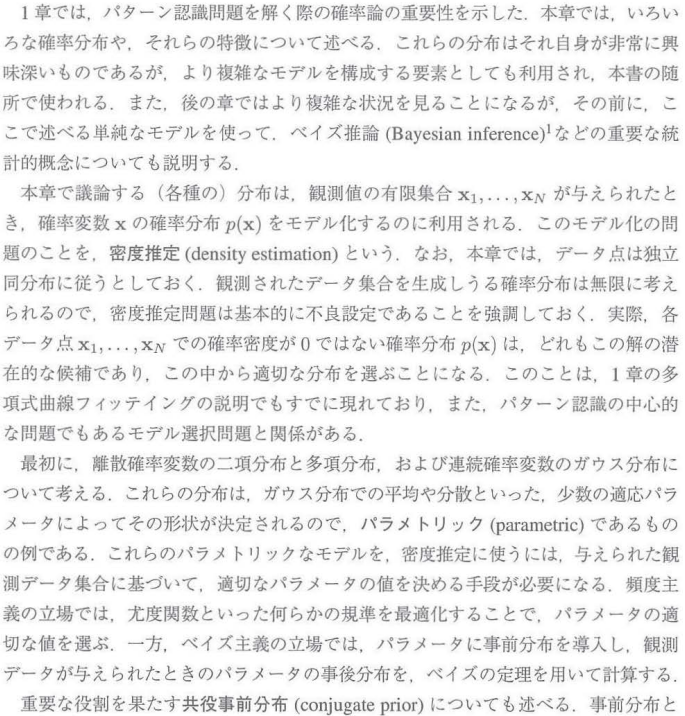 1章では，パターン認識問題を解く際の確率論の重要性を示した．本章では，いろい
ろな確率分布や，それらの特徴について述べる．これらの分布はそれ自身が非常に興
味深いものであるが，より複雑なモデルを構成する要素としても利用され，本書の随
所で使われる．また，後の章ではより複雑な状況を見ることになるが，その前に，こ
こで述べる単純なモデルを使って．ベイズ推論 (Bayesian inference)¹などの重要な統
計的概念についても説明する．
本章で議論する（各種の）分布は，観測値の有限集合 x₁,...,x_N が与えられたと
き，確率変数 x の確率分布 p(x) をモデル化するのに利用される．このモデル化の問
題のことを，密度推定 (density estimation) という．なお，本章では，データ点は独立
同分布に従うとしておく．観測されたデータ集合を生成しうる確率分布は無限に考え
られるので，密度推定問題は基本的に不良設定であることを強調しておく．実際，各
データ点 x₁,...,x_N での確率密度が 0 ではない確率分布 p(x) は，どれもこの解の潜
在的な候補であり，この中から適切な分布を選ぶことになる．このことは，1章の多
項式曲線フィッテイングの説明でもすでに現れており，また，パターン認識の中心的
な問題でもあるモデル選択問題と関係がある．
最初に，離散確率変数の二項分布と多項分布，および連続確率変数のガウス分布に
ついて考える．これらの分布は，ガウス分布での平均や分散といった，少数の適応パラ
メータによってその形状が決定されるので，パラメトリック (parametric) であるもの
の例である．これらのパラメトリックなモデルを，密度推定に使うには，与えられた観
測データ集合に基づいて，適切なパラメータの値を決める手段が必要になる．頻度主
義の立場では，尤度関数といった何らかの規準を最適化することで，パラメータの適
切な値を選ぶ．一方，ベイズ主義の立場では，パラメータに事前分布を導入し，観測
データが与えられたときのパラメータの事後分布を，ベイズの定理を用いて計算する．
重要な役割を果たす共役事前分布 (conjugate prior) についても述べる．事前分布と